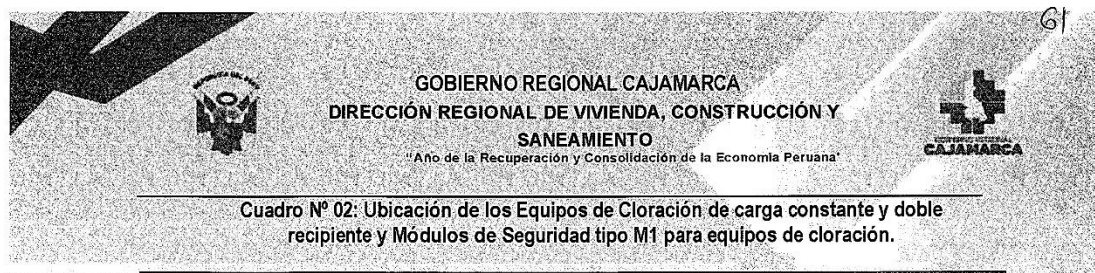 61
GOBIERNO REGIONAL CAJAMARCA
DIRECCIÓN REGIONAL DE VIVIENDA, CONSTRUCCIÓN Y
SANEAMIENTO
"Año de la Recuperación y Consolidación de la Economia Peruana"
CAJAMARCA
Cuadro Nº 02: Ubicación de los Equipos de Cloración de carga constante y doble
recipiente y Módulos de Seguridad tipo M1 para equipos de cloración.